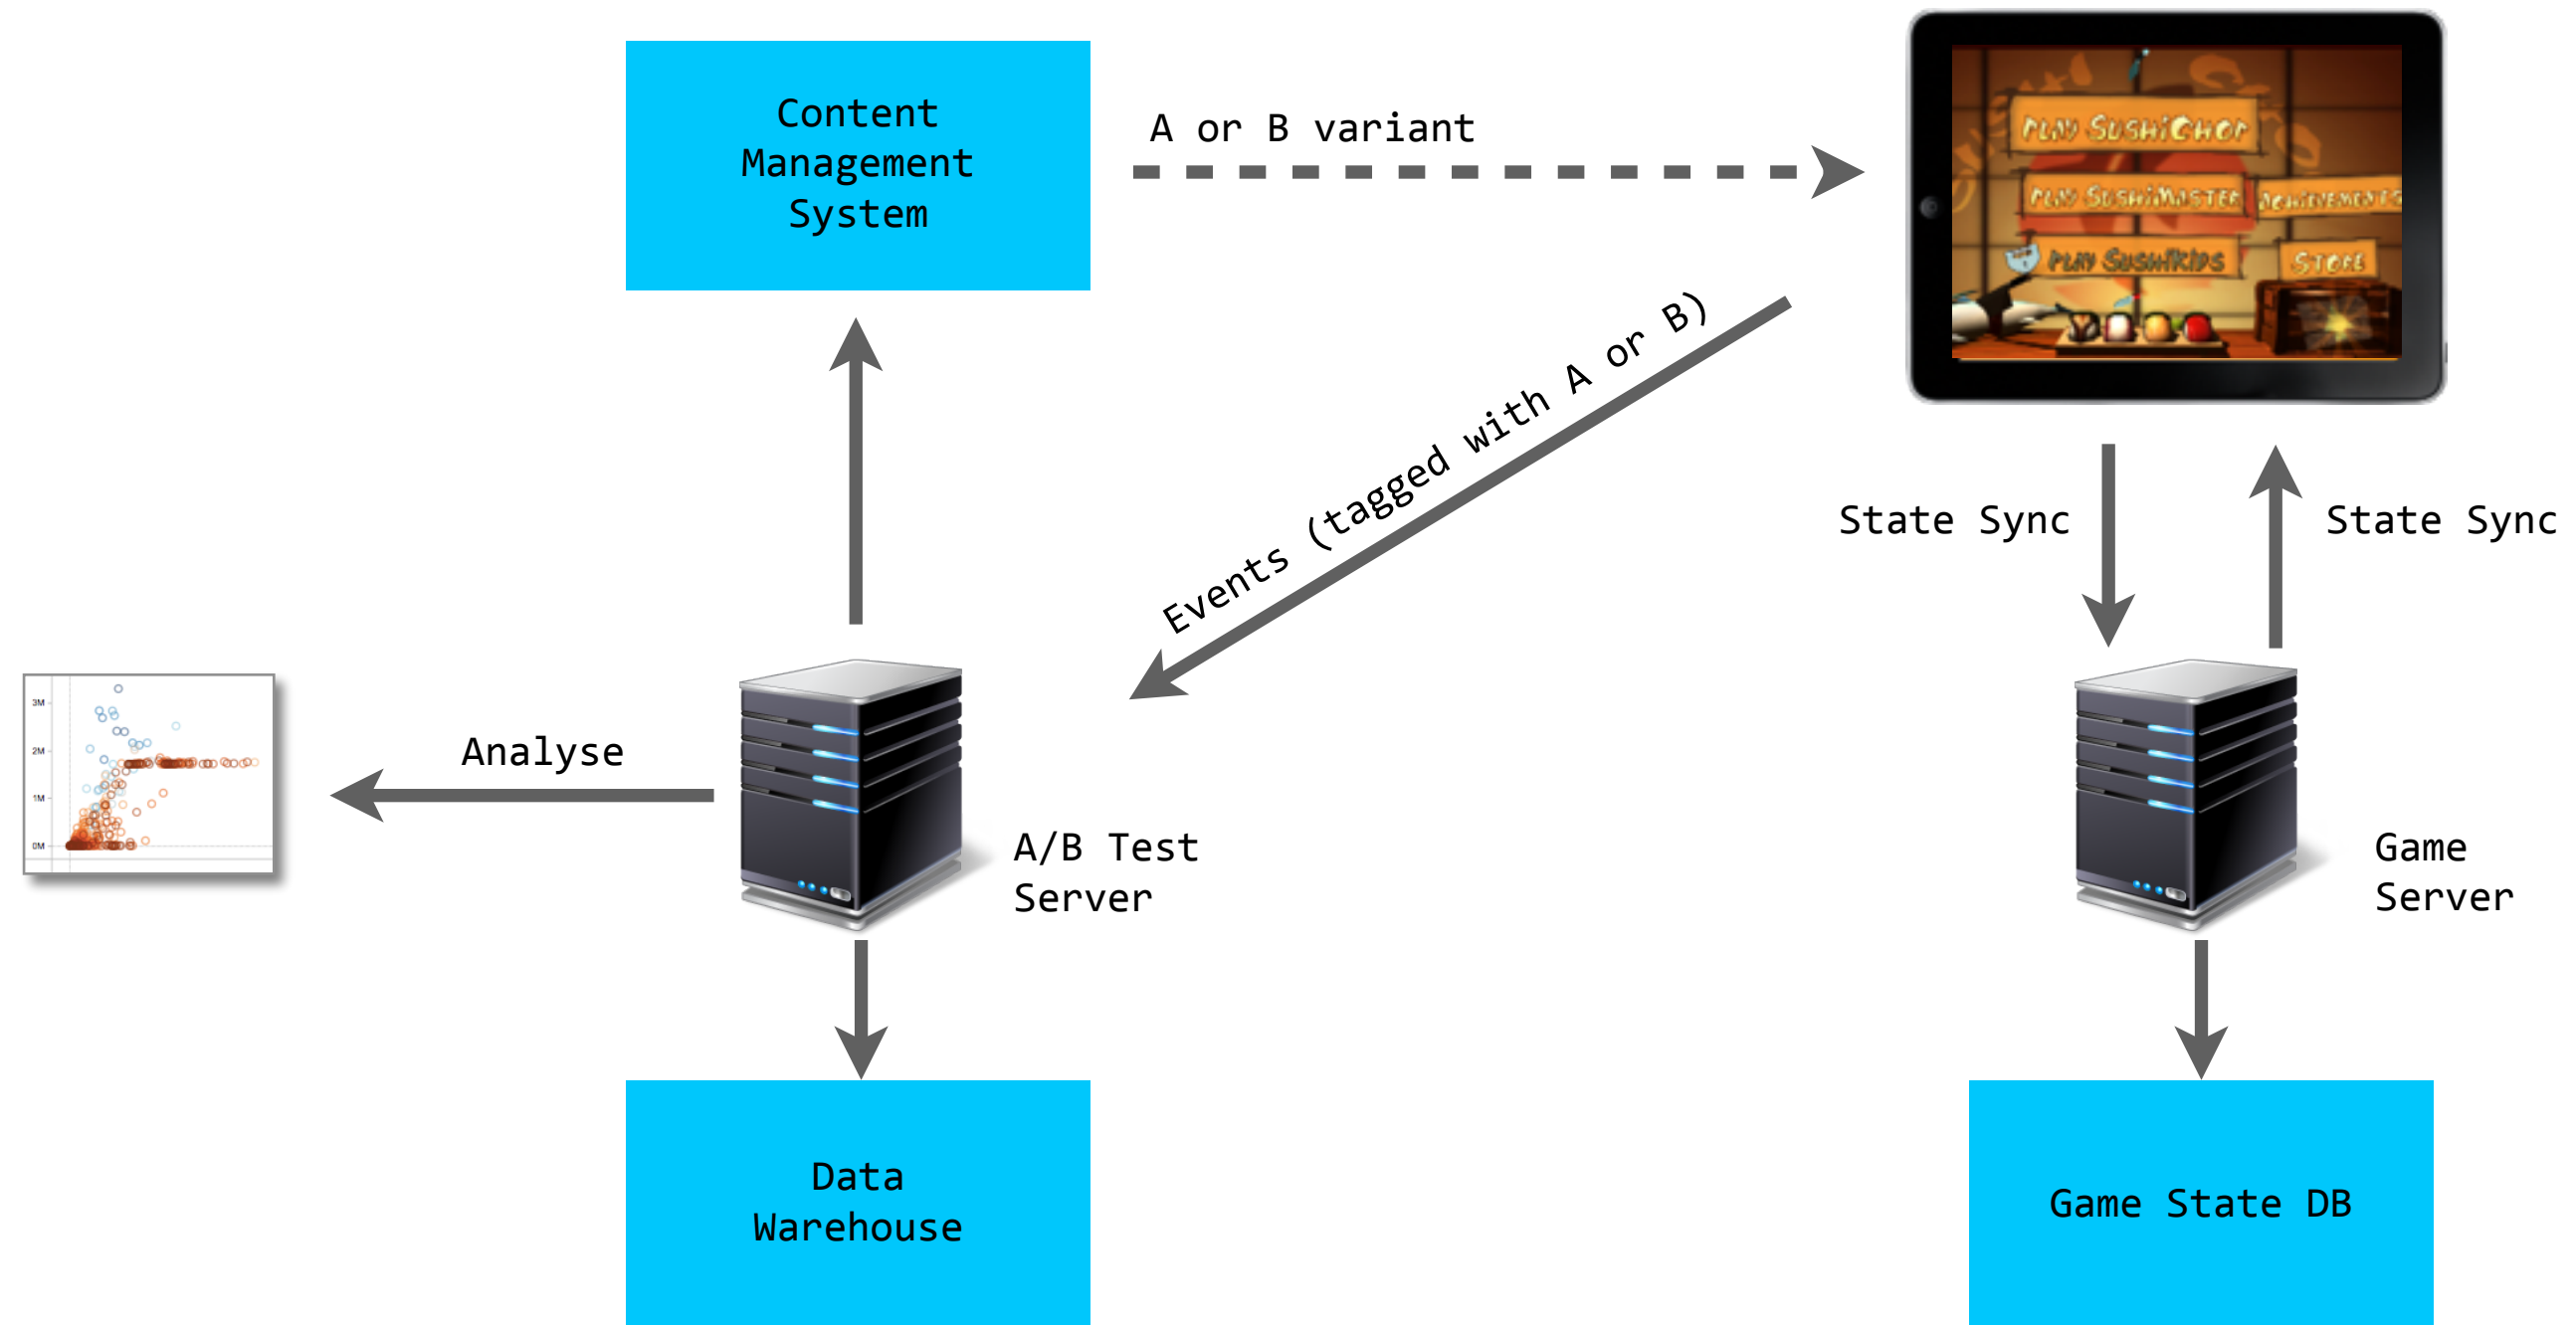 Content
Management
System
A or B variant
PLAY SUSHICHOP
PLAY SUSHIMASTER
ACHIEVEMENTS
PLAY SUSHIKIDS
STORE
Events (tagged with A or B)
State Sync
State Sync
3M
2M
1M
0M
Analyse
A/B Test
Server
Game
Server
Data
Warehouse
Game State DB